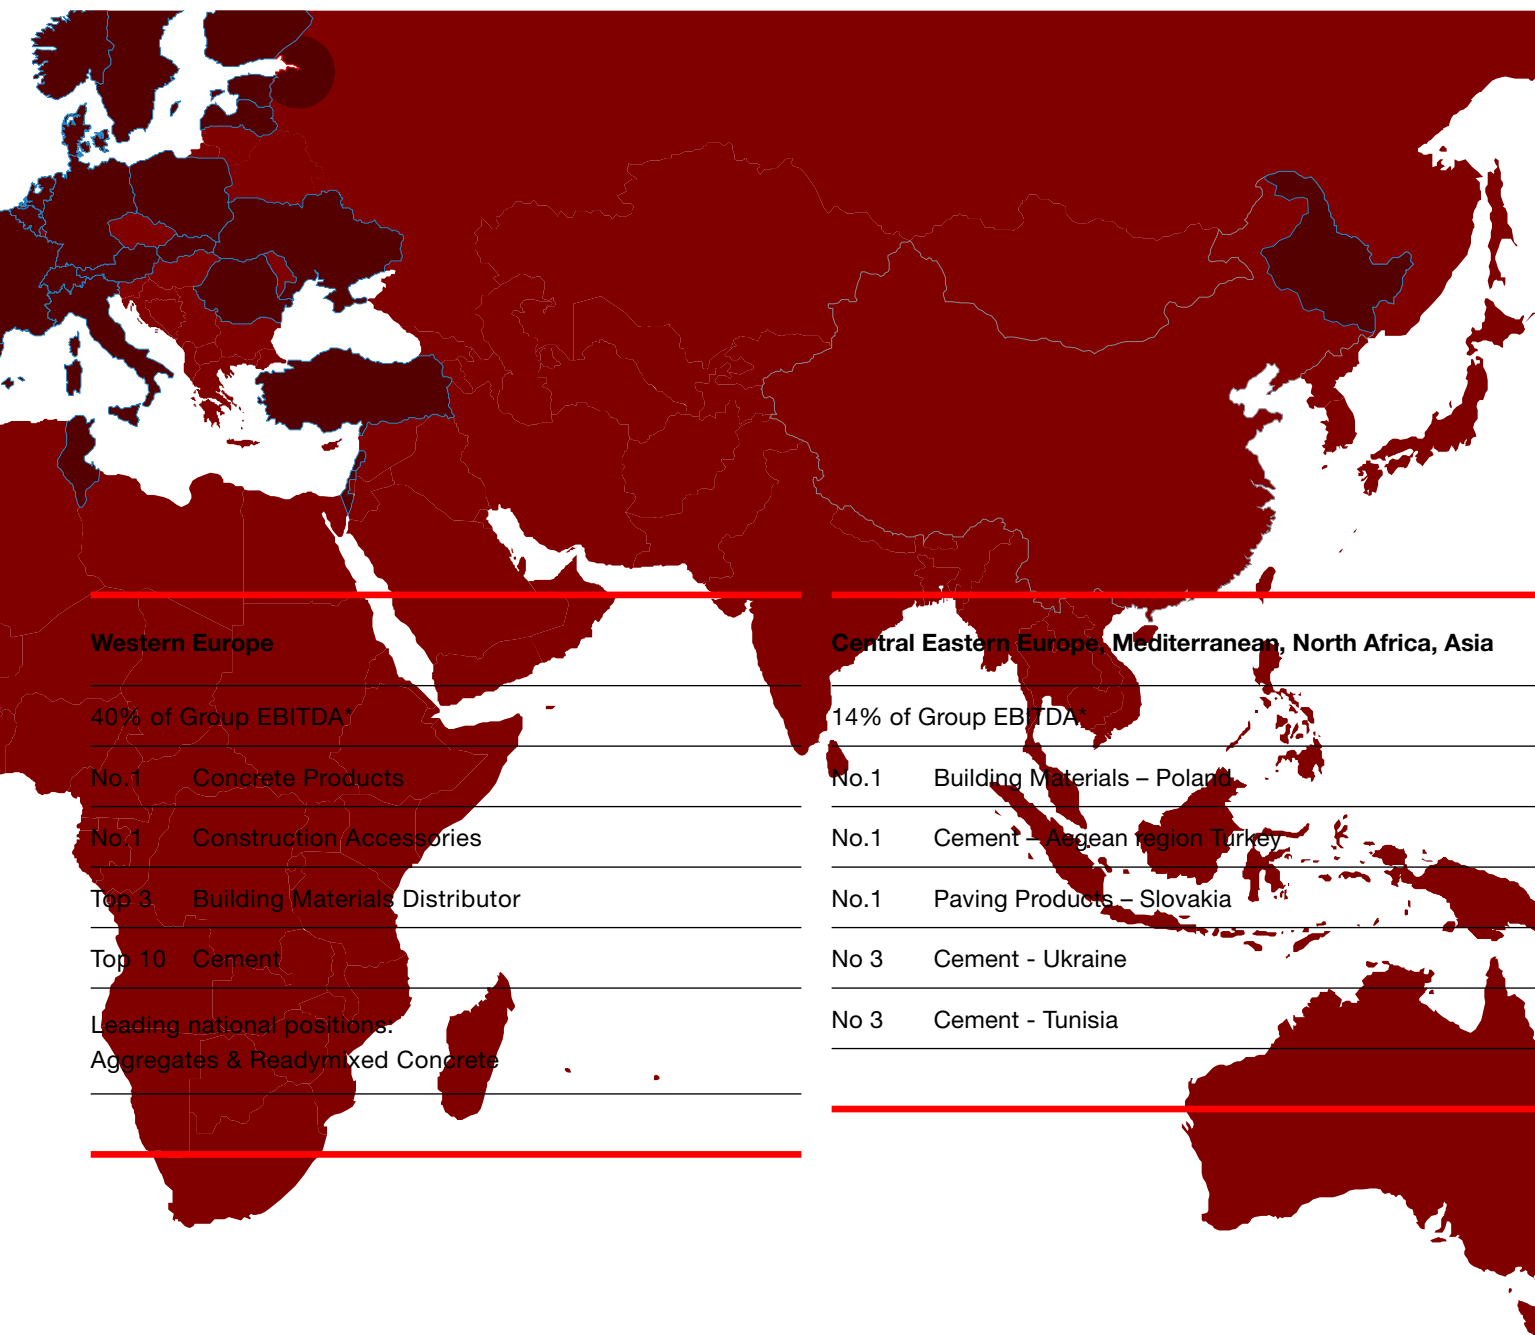 Western Europe
40% of Group EBITDA*
No.1 Concrete Products
No.1 Construction Accessories
Top 3 Building Materials Distributor
Top 10 Cement
Leading national positions:
Aggregates & Readymixed Concrete
Central Eastern Europe, Mediterranean, North Africa, Asia
14% of Group EBITDA*
No.1 Building Materials – Poland
No.1 Cement – Aegean region Turkey
No.1 Paving Products – Slovakia
No 3 Cement - Ukraine
No 3 Cement - Tunisia